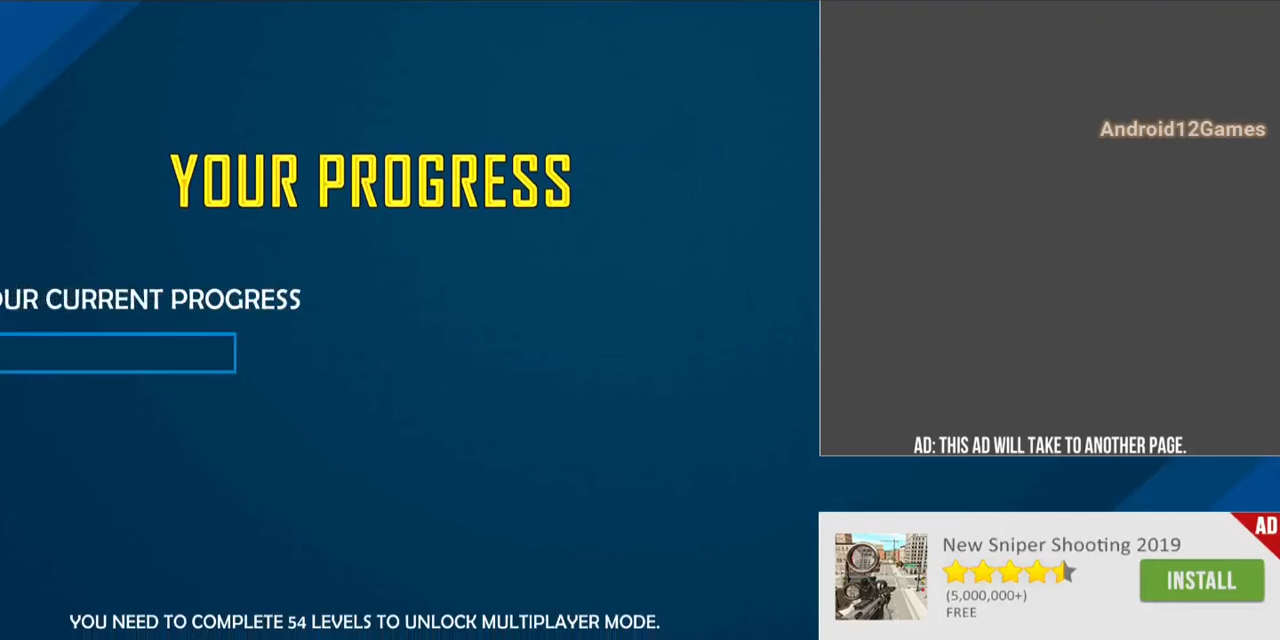 YOUR PROGRESS
Android12Games
OUR CURRENT PROGRESS
AD: THIS AD WILL TAKE TO ANOTHER PAGE.
AD
New Sniper Shooting 2019
INSTALL
(5,000,000+)
FREE
YOU NEED TO COMPLETE 54 LEVELS TO UNLOCK MULTIPLAYER MODE.